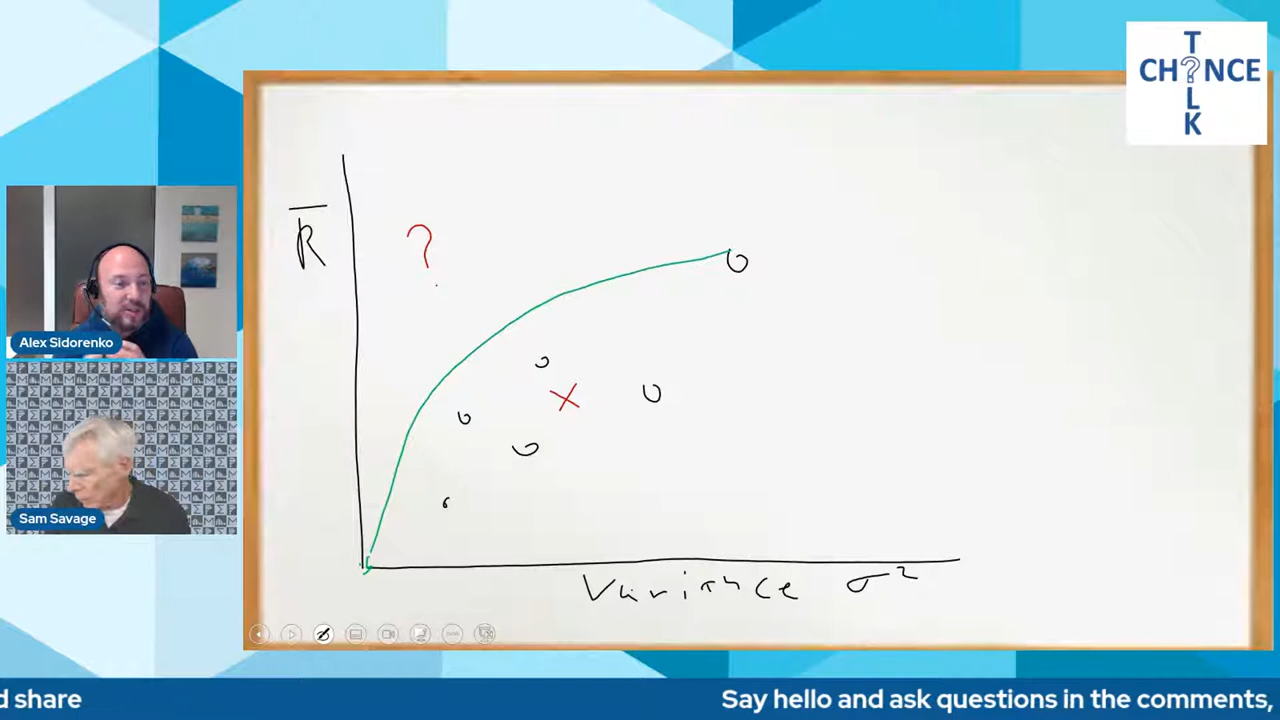 T
CH?NCE
L
K
R̅
?
X
Variance σ²
Alex Sidorenko
Sam Savage
d share
Say hello and ask questions in the comments,